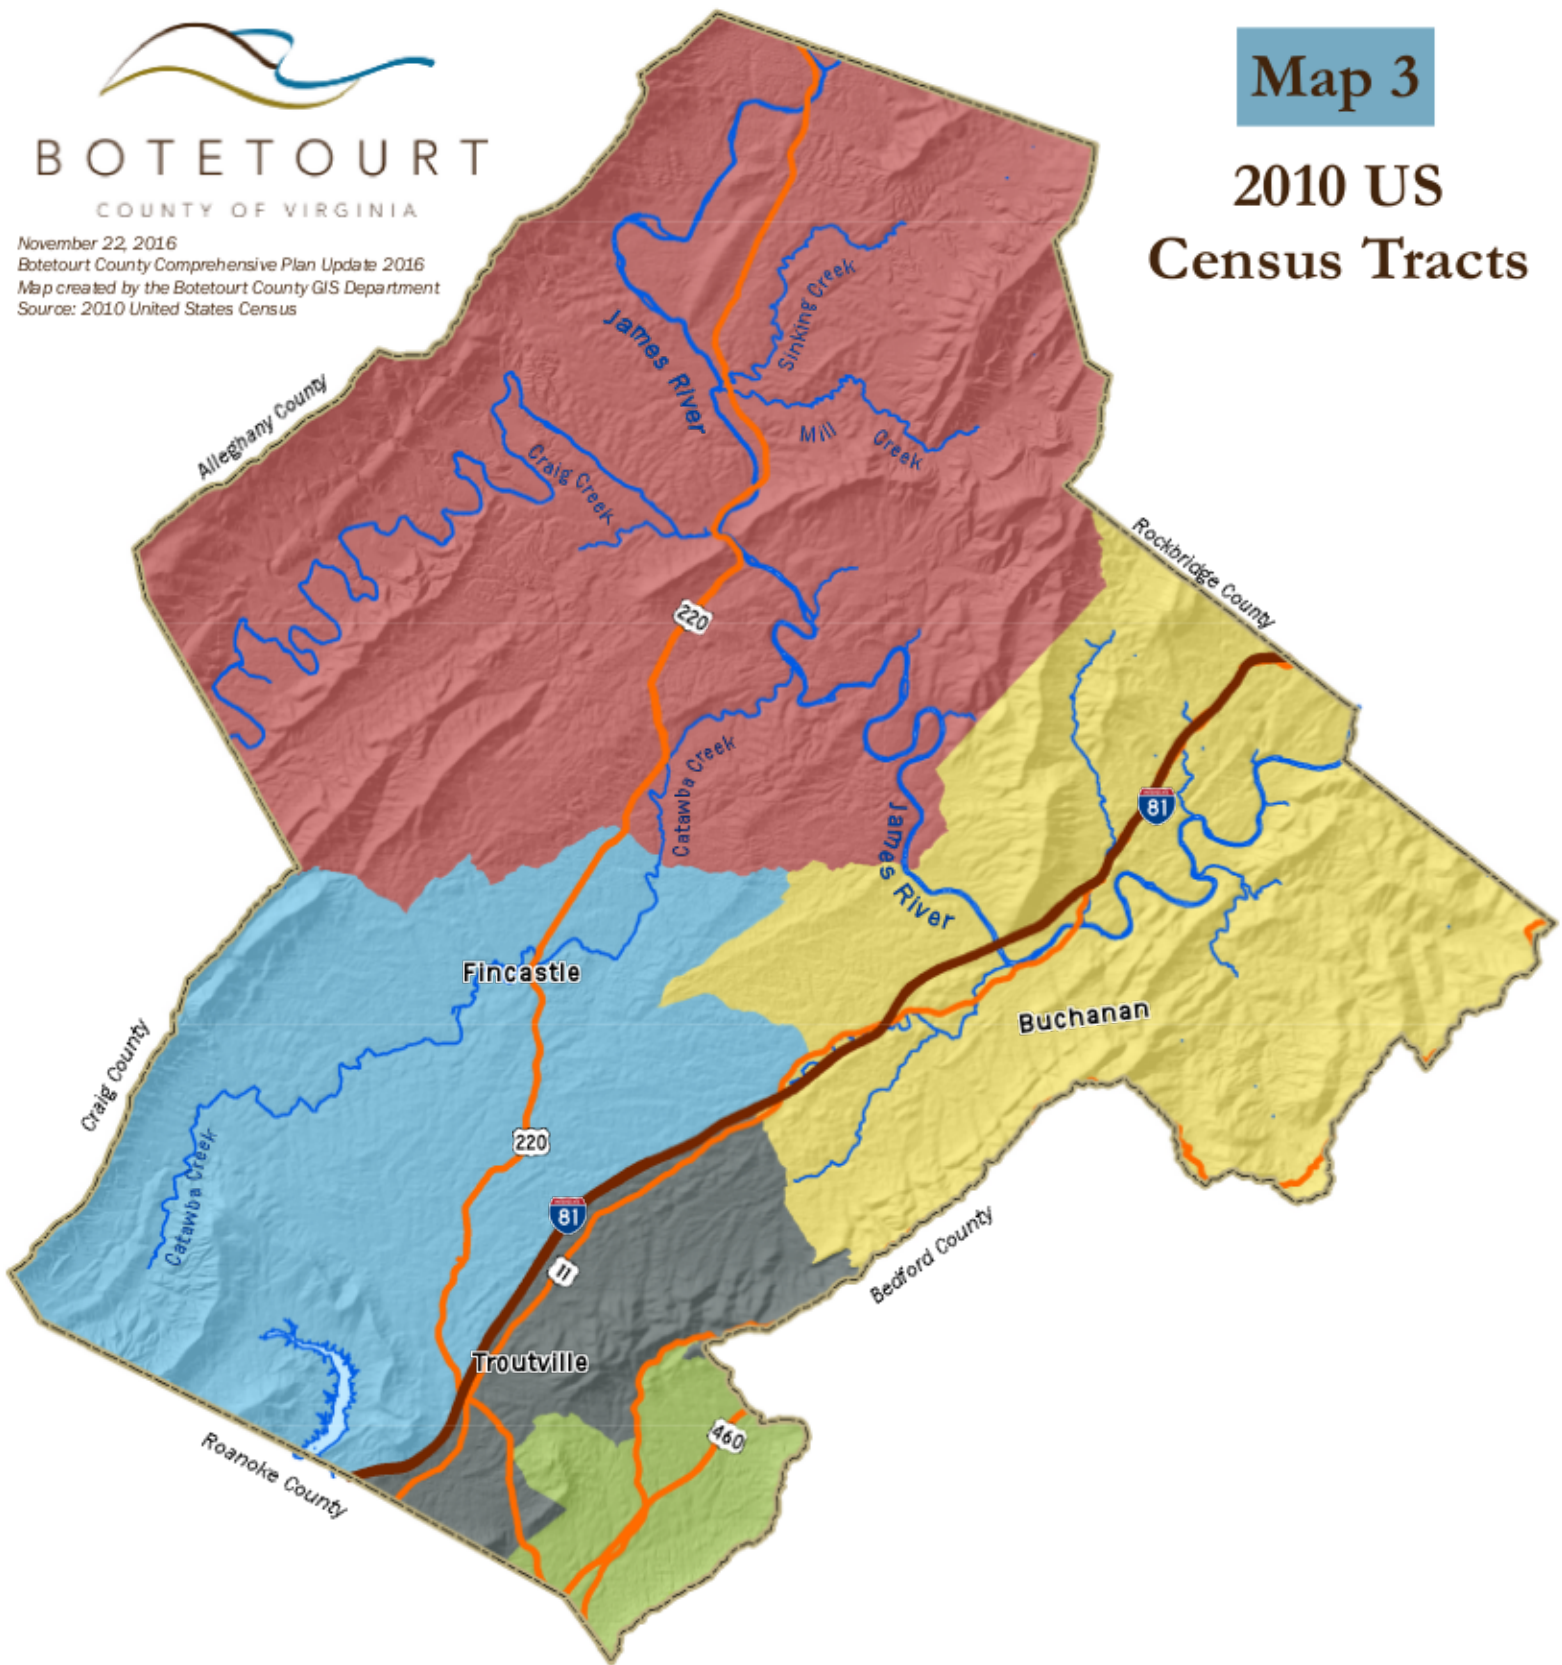 BOTETOURT
COUNTY OF VIRGINIA
November 22, 2016
Botetourt County Comprehensive Plan Update 2016
Map created by the Botetourt County GIS Department
Source: 2010 United States Census
Map 3
2010 US
Census Tracts
Sinking Creek
James River
Alleghany County
Mill Creek
Craig Creek
Rockbridge County
220
Catawba Creek
81
James River
Fincastle
Buchanan
Craig County
220
Catawba Creek
81
Bedford County
11
Troutville
460
Roanoke County